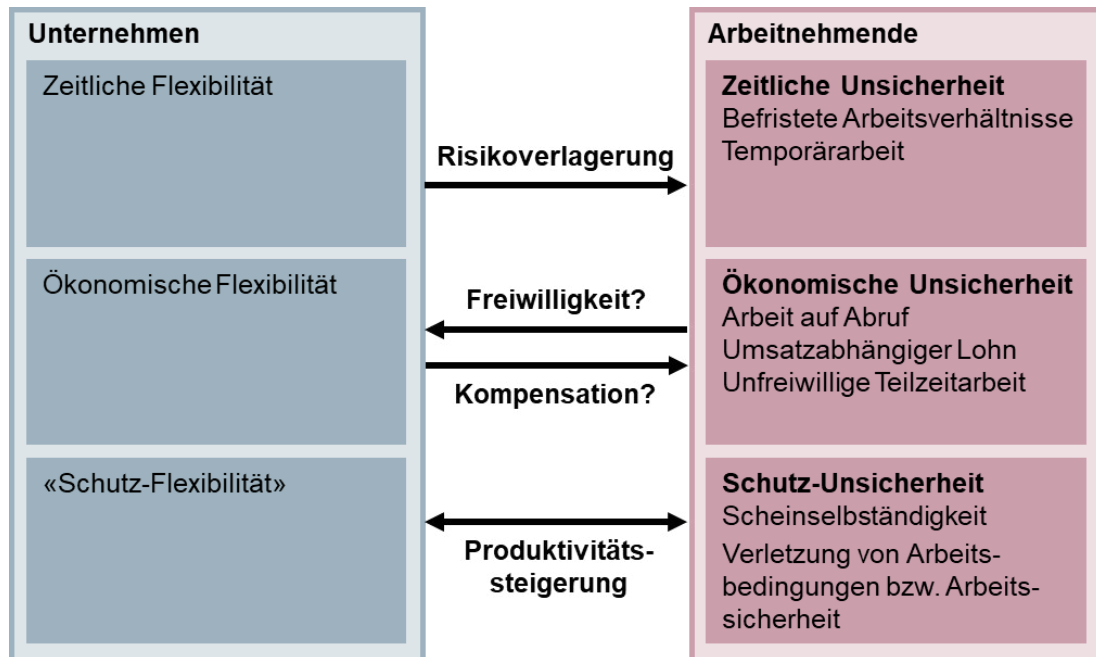 Unternehmen
Zeitliche Flexibilität
Ökonomische Flexibilität
«Schutz-Flexibilität»
Risikoverlagerung
Freiwilligkeit?
Kompensation?
Produktivitäts-
steigerung
Arbeitnehmende
Zeitliche Unsicherheit
Befristete Arbeitsverhältnisse
Temporärarbeit
Ökonomische Unsicherheit
Arbeit auf Abruf
Umsatzabhängiger Lohn
Unfreiwillige Teilzeitarbeit
Schutz-Unsicherheit
Scheinselbständigkeit
Verletzung von Arbeits-
bedingungen bzw. Arbeits-
sicherheit